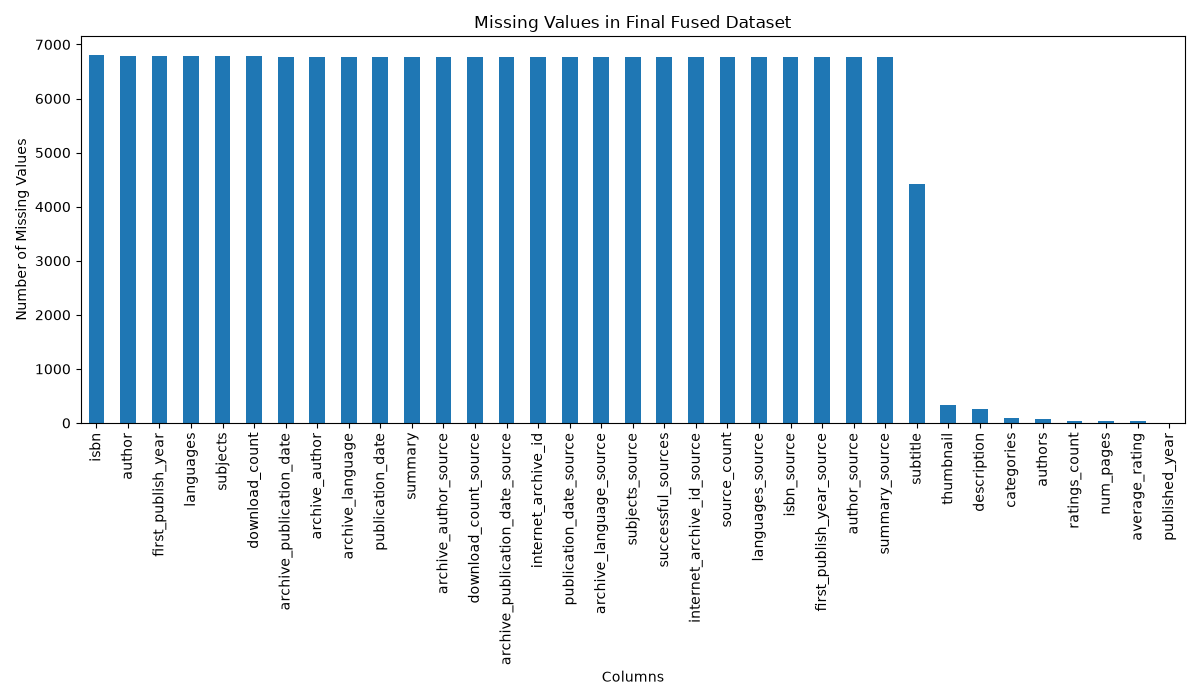 Missing Values in Final Fused Dataset
7000
6000
5000
4000
3000
2000
1000
0
Number of Missing Values
isbn
author
first_publish_year
languages
subjects
download_count
archive_publication_date
archive_author
archive_language
publication_date
summary
archive_author_source
download_count_source
archive_publication_date_source
internet_archive_id
publication_date_source
archive_language_source
subjects_source
successful_sources
internet_archive_id_source
source_count
languages_source
isbn_source
first_publish_year_source
author_source
summary_source
subtitle
thumbnail
description
categories
authors
ratings_count
num_pages
average_rating
published_year
Columns